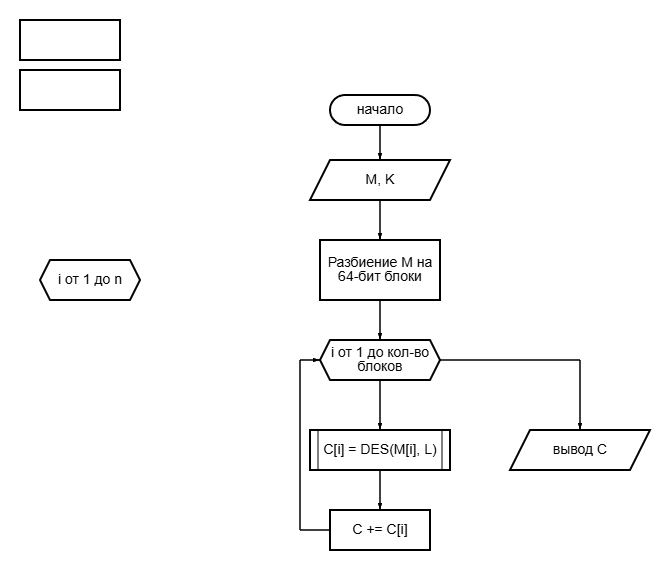 начало
M, K
Разбиение M на
64-бит блоки
i от 1 до n
i от 1 до кол-во
блоков
C[i] = DES(M[i], L)
вывод C
C += C[i]